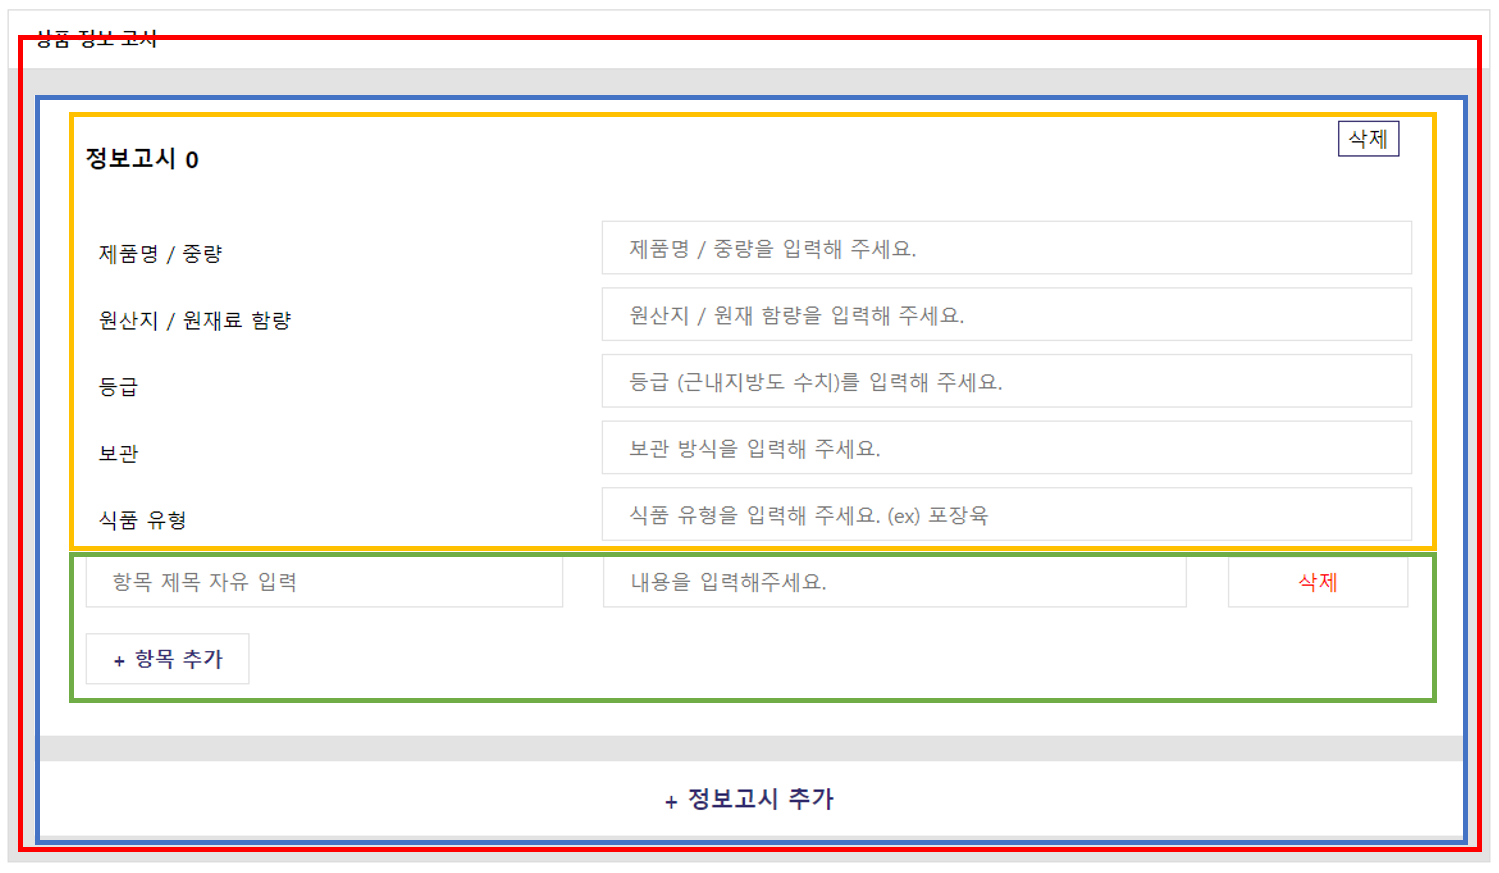 상품 정보 고시
정보고시 0
삭제
제품명 / 중량
제품명 / 중량을 입력해 주세요.
원산지 / 원재료 함량
원산지 / 원재 함량을 입력해 주세요.
등급
등급 (근내지방도 수치)를 입력해 주세요.
보관
보관 방식을 입력해 주세요.
식품 유형
식품 유형을 입력해 주세요. (ex) 포장육
항목 제목 자유 입력
내용을 입력해주세요.
삭제
+ 항목 추가
+ 정보고시 추가